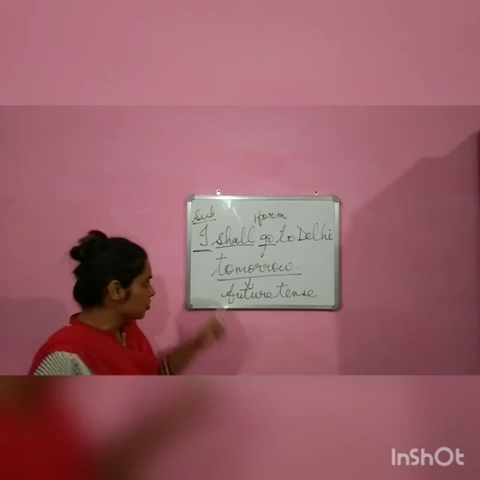 Sub I form
I shall go to Delhi
tomorrow.
future tense
InShOt